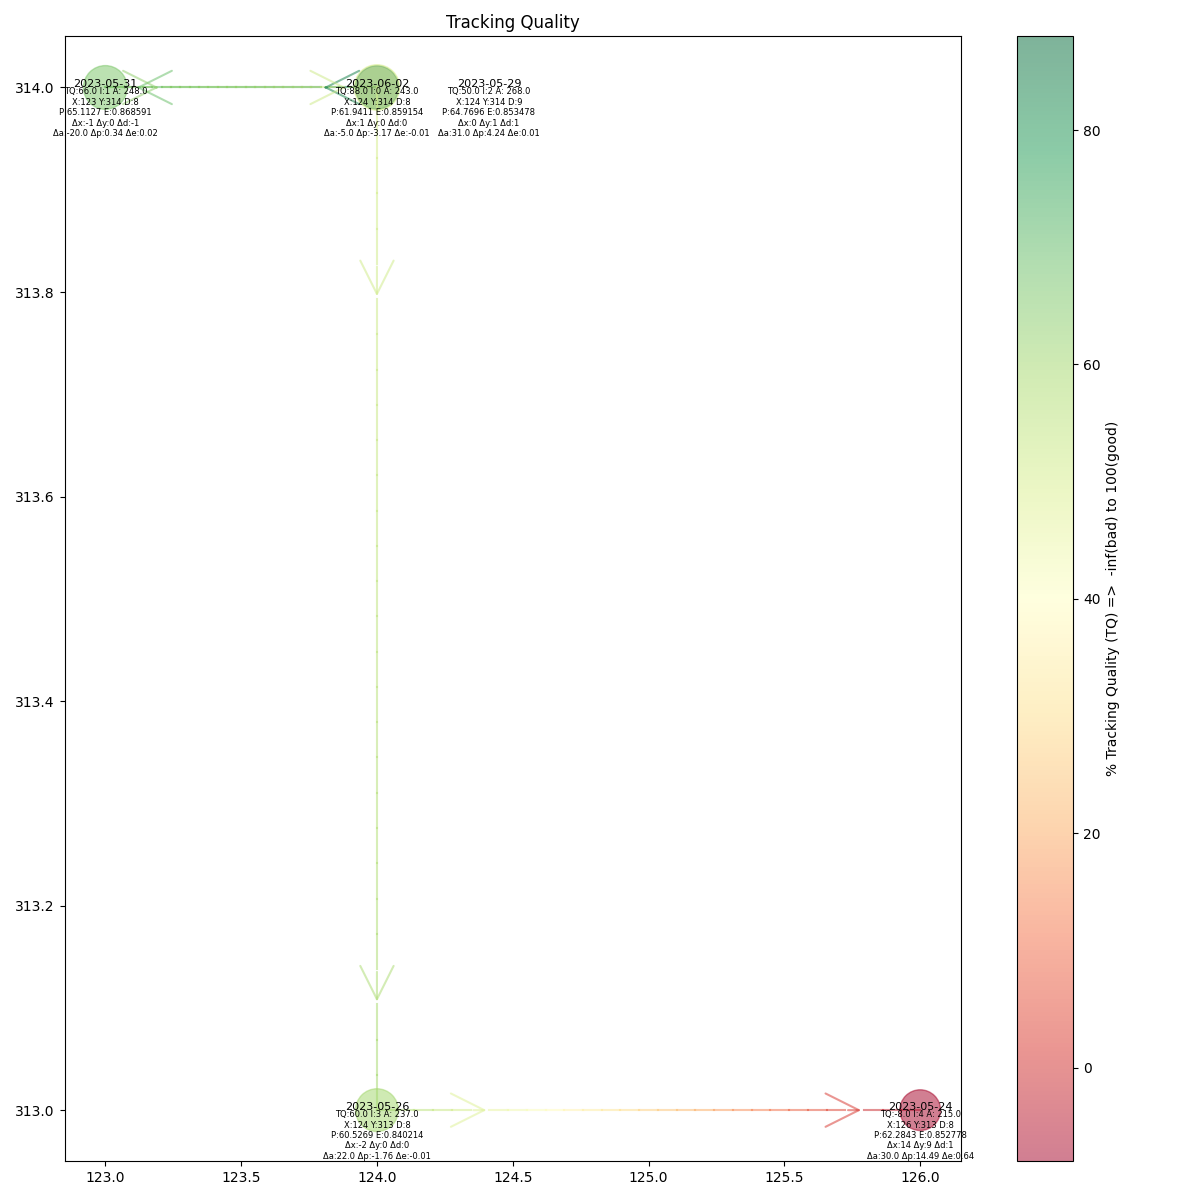 Tracking Quality
314.0
313.8
313.6
313.4
313.2
313.0
123.0
123.5
124.0
124.5
125.0
125.5
126.0
2023-05-31
TQ:66.0 I:1 A: 248.0
X:123 Y:314 D:8
P:65.1127 E:0.868591
Δx:-1 Δy:0 Δd:-1
Δa:-20.0 Δp:0.34 Δe:0.02
2023-06-02
TQ:88.0 I:0 A: 243.0
X:124 Y:314 D:8
P:61.9411 E:0.859154
Δx:1 Δy:0 Δd:0
Δa:-5.0 Δp:-3.17 Δe:-0.01
2023-05-29
TQ:50.0 I:2 A: 268.0
X:124 Y:314 D:9
P:64.7696 E:0.853478
Δx:0 Δy:1 Δd:1
Δa:31.0 Δp:4.24 Δe:0.01
2023-05-26
TQ:60.0 I:3 A: 237.0
X:124 Y:313 D:8
P:60.5269 E:0.840214
Δx:-2 Δy:0 Δd:0
Δa:22.0 Δp:-1.76 Δe:-0.01
2023-05-24
TQ:-8.0 I:4 A: 215.0
X:126 Y:313 D:8
P:62.2843 E:0.852778
Δx:14 Δy:9 Δd:1
Δa:30.0 Δp:14.49 Δe:0.64
80
60
40
20
0
% Tracking Quality (TQ) => -inf(bad) to 100(good)